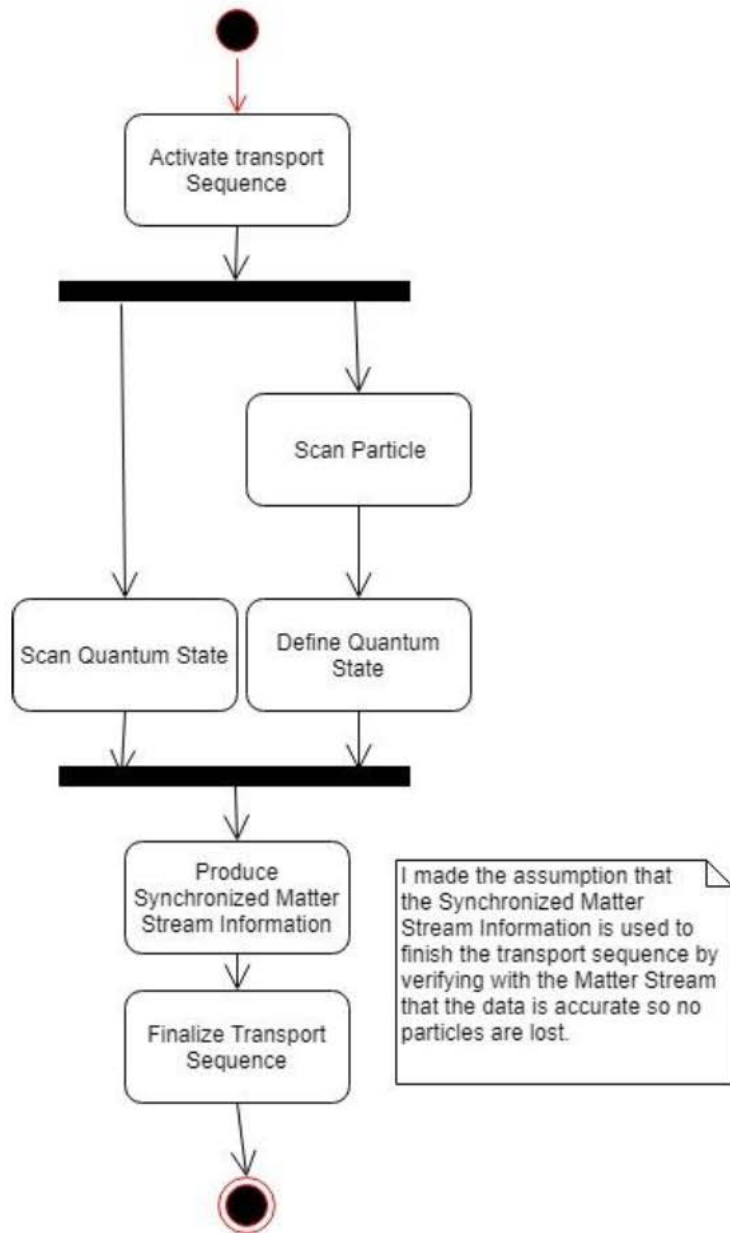 Activate transport
Sequence
Scan Particle
Scan Quantum State
Define Quantum
State
Produce
Synchronized Matter
Stream Information
I made the assumption that
the Synchronized Matter
Stream Information is used to
finish the transport sequence by
verifying with the Matter Stream
that the data is accurate so no
particles are lost.
Finalize Transport
Sequence